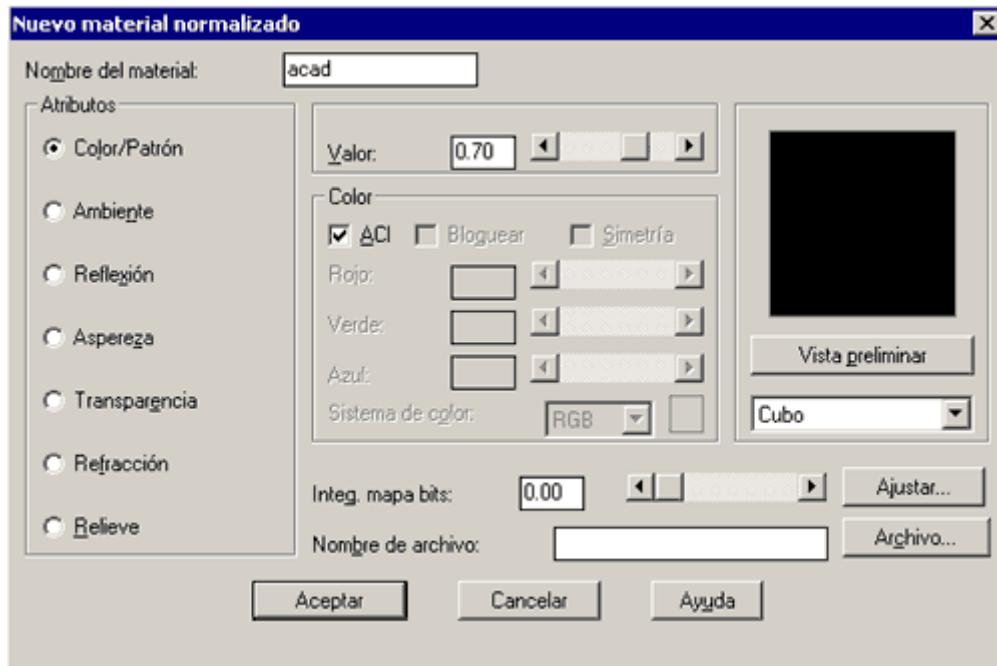 Nuevo material normalizado
Nombre del material: acad
Atributos
Color/Patrón
Ambiente
Reflexión
Aspereza
Transparencia
Refracción
Relieve
Valor: 0.70
Color
ACI Bloquear Simetría
Rojo:
Verde:
Azul:
Sistema de color: RGB
Vista preliminar
Cubo
Integ. mapa bits: 0.00 Ajustar...
Nombre de archivo: Archivo...
Aceptar Cancelar Ayuda